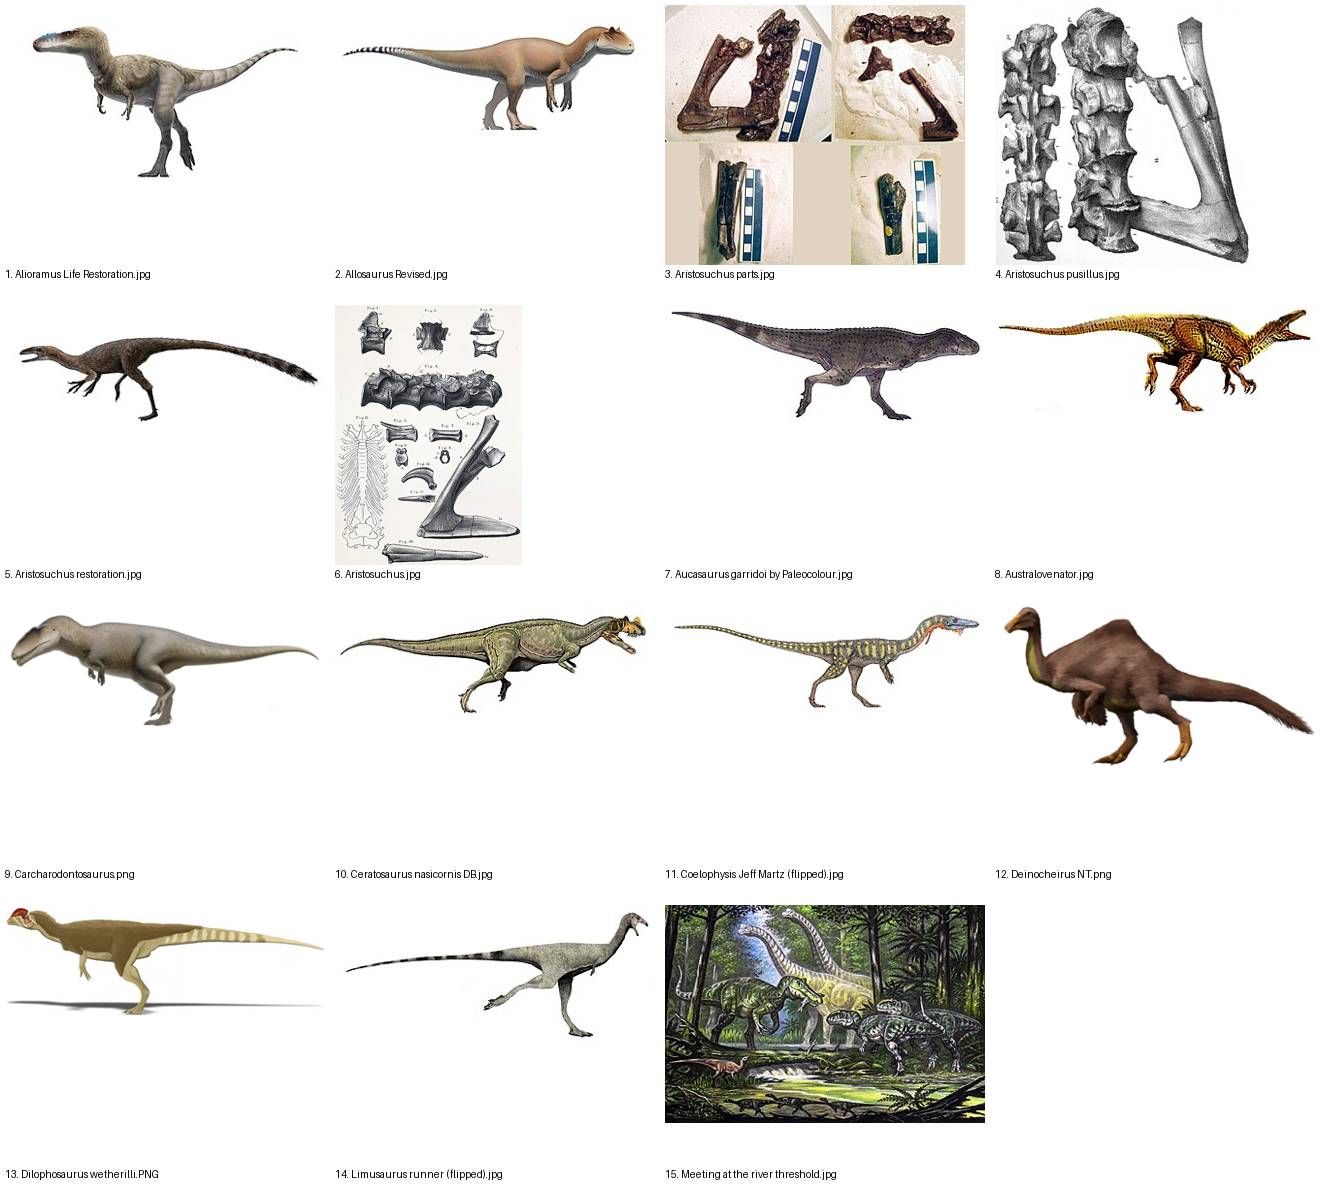 1. Alioramus Life Restoration.jpg
2. Allosaurus Revised.jpg
3. Aristosuchus parts.jpg
4. Aristosuchus pusillus.jpg
5. Aristosuchus restoration.jpg
6. Aristosuchus.jpg
7. Aucasaurus garridoi by Paleocolour.jpg
8. Australovenator.jpg
9. Carcharodontosaurus.png
10. Ceratosaurus nasicornis DB.jpg
11. Coelophysis Jeff Martz (flipped).jpg
12. Deinocheirus NT.png
13. Dilophosaurus wetherilli.PNG
14. Limusaurus runner (flipped).jpg
15. Meeting at the river threshold.jpg